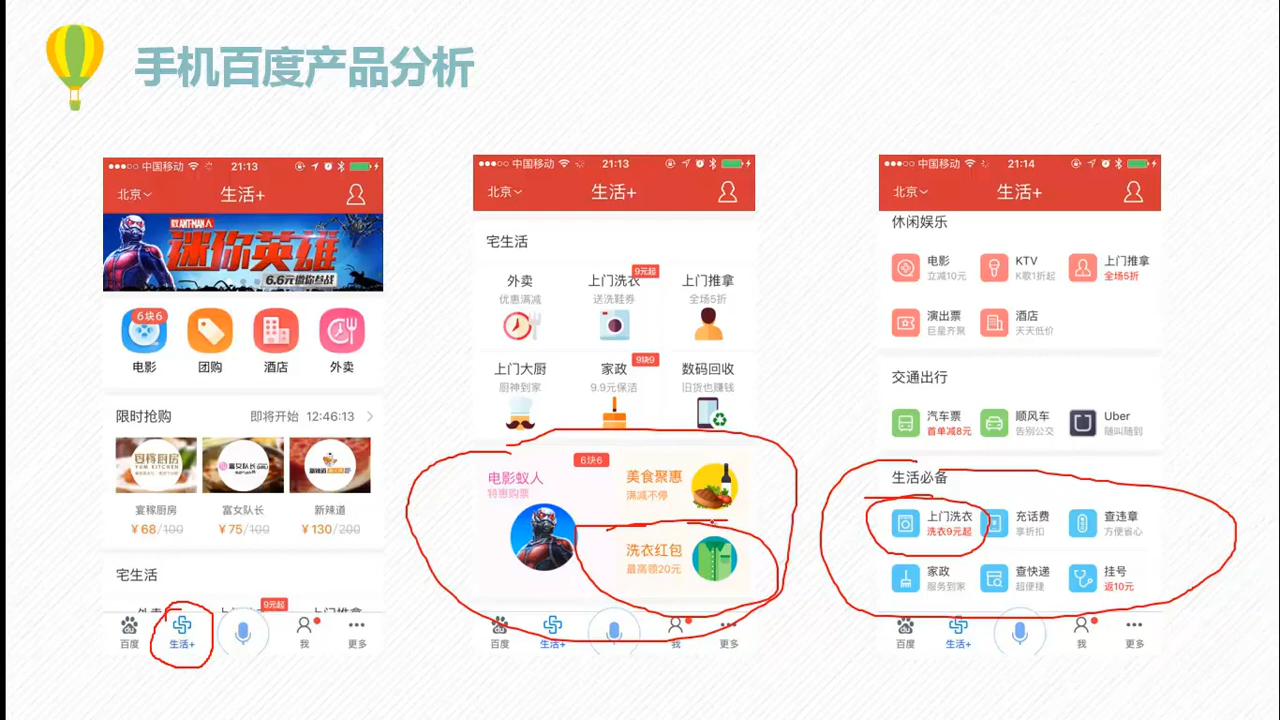 手机百度产品分析
中国移动 21:13
北京 生活+
迷你英雄
6.6元邀你参战
6块6
电影 团购 酒店 外卖
限时抢购 即将开始 12:46:13
宴稼厨房 富女队长 新辣道
¥68/100 ¥75/100 ¥130/200
宅生活
9元起
百度 生活+ 我 更多
中国移动 21:13
北京 生活+
宅生活
9元起
外卖 上门洗衣 上门推拿
优惠满减 送洗鞋券 全场5折
9块9
上门大厨 家政 数码回收
厨神到家 9.9元保洁 旧货也赚钱
6块6
电影蚁人 美食聚惠
特惠购票 满减不停
洗衣红包
最高领20元
百度 生活+ 我 更多
中国移动 21:14
北京 生活+
休闲娱乐
电影 KTV 上门推拿
立减10元 K歌1折起 全场5折
演出票 酒店
巨星齐聚 天天低价
交通出行
汽车票 顺风车 Uber
首单减8元 告别公交 随叫随到
生活必备
上门洗衣 充话费 查违章
洗衣9元起 享折扣 方便省心
家政 查快递 挂号
服务到家 超便捷 返10元
百度 生活+ 我 更多